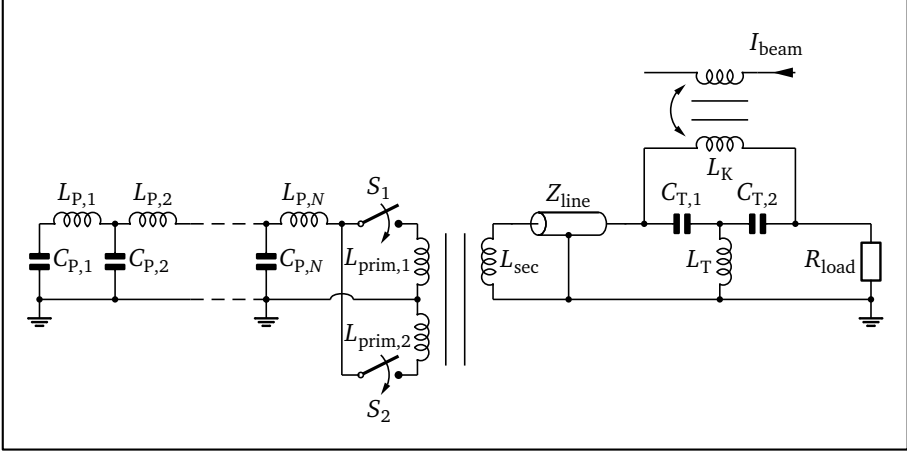 I_beam
L_K
L_P,1
L_P,2
L_P,N
S_1
Z_line
C_T,1
C_T,2
C_P,1
C_P,2
C_P,N
L_prim,1
L_sec
L_T
R_load
L_prim,2
S_2